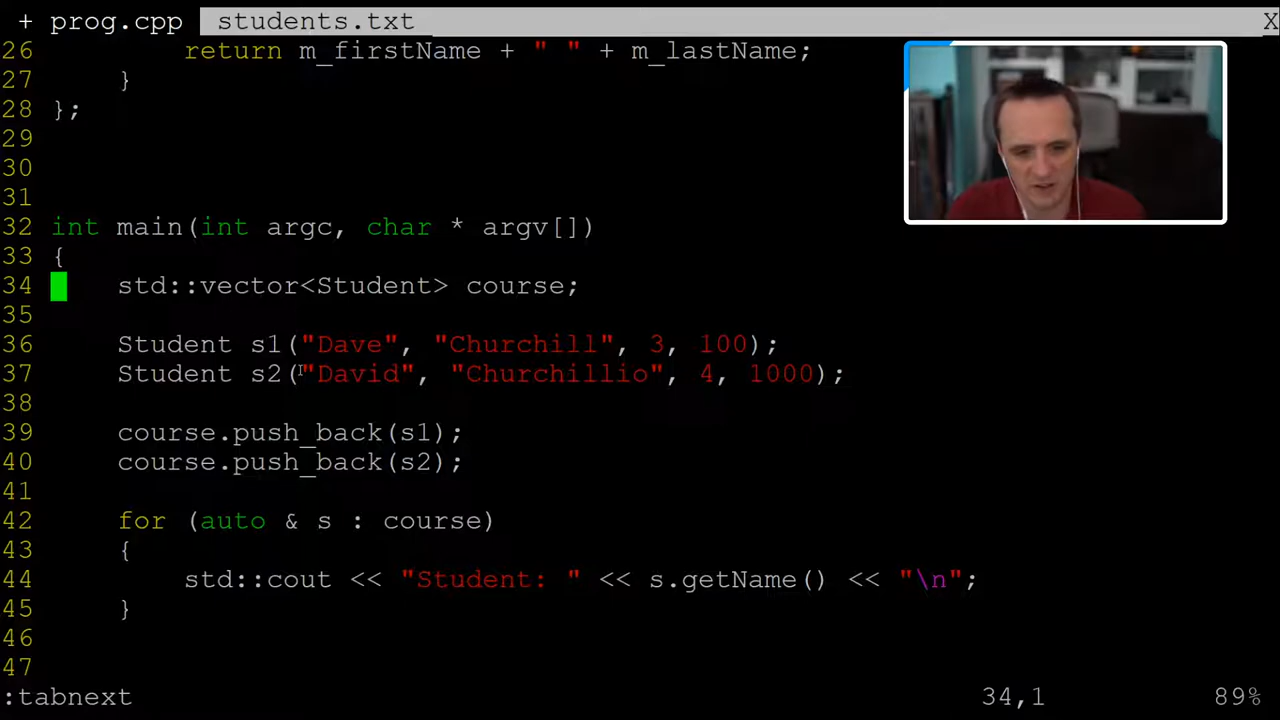 + prog.cpp students.txt X
26 return m_firstName + " " + m_lastName;
27 }
28 };
29
30
31
32 int main(int argc, char * argv[])
33 {
34 std::vector<Student> course;
35
36 Student s1("Dave", "Churchill", 3, 100);
37 Student s2("David", "Churchillio", 4, 1000);
38
39 course.push_back(s1);
40 course.push_back(s2);
41
42 for (auto & s : course)
43 {
44 std::cout << "Student: " << s.getName() << "\n";
45 }
46
47
:tabnext 34,1 89%